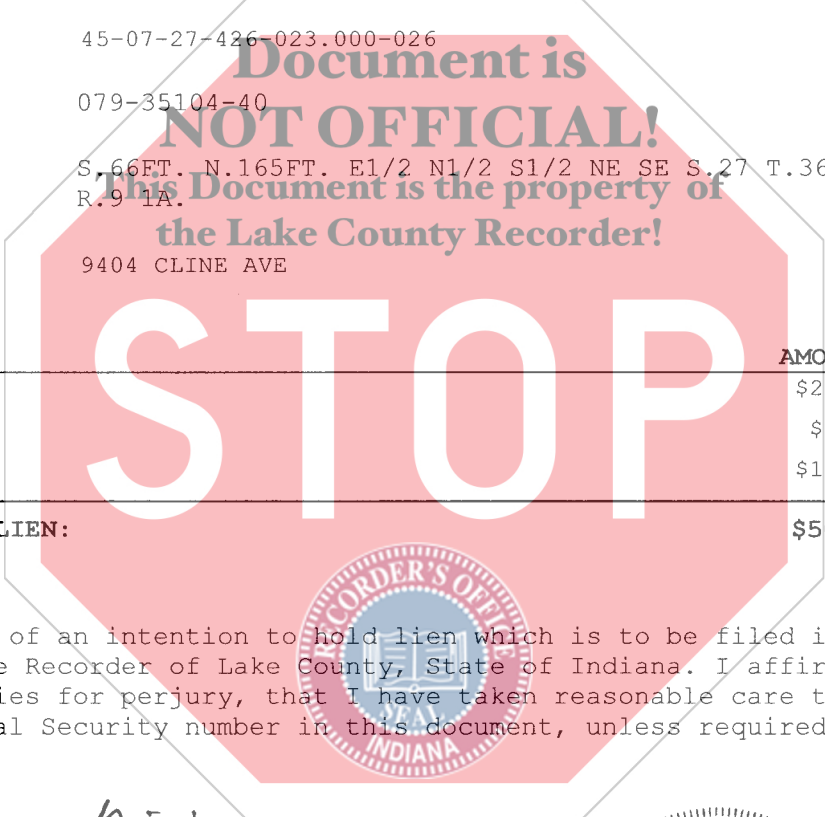 45-07-27-426-023.000-026
Document is
079-35104-40
NOT OFFICIAL!
S.66FT. N.165FT. E1/2 N1/2 S1/2 NE SE S.27 T.36
This Document is the property of
R.9 1A.
the Lake County Recorder!
9404 CLINE AVE
STOP
AMO
$2
$
$1
LIEN:
$5
RECORDER'S OFFICE
SEAL
INDIANA
of an intention to hold lien which is to be filed i
e Recorder of Lake County, State of Indiana. I affir
ies for perjury, that I have taken reasonable care t
al Security number in this document, unless required